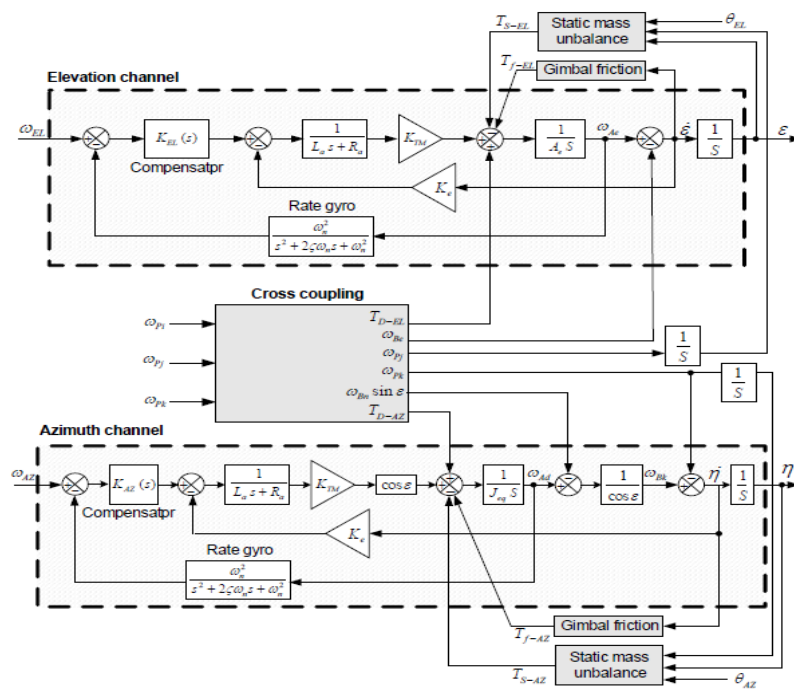 T_{S-EL}
Static mass
unbalance
θ_{EL}
T_{f-EL}
Gimbal friction
Elevation channel
ω_{EL}
K_{EL}(s)
Compensatpr
1
L_a s + R_a
K_{TM}
1
A_e S
ω_{Ae}
ε̇
1
S
ε
K_e
Rate gyro
ω_n^2
s^2 + 2ςω_n s + ω_n^2
Cross coupling
ω_{Pi}
ω_{Pj}
ω_{Pk}
T_{D-EL}
ω_{Be}
ω_{Pj}
ω_{Pk}
ω_{Bn} sin ε
T_{D-AZ}
1
S
1
S
Azimuth channel
ω_{AZ}
K_{AZ}(s)
Compensatpr
1
L_a s + R_a
K_{TM}
cos ε
1
J_{eq} S
ω_{Ad}
1
cos ε
ω_{Bk}
η̇
1
S
η
K_e
Rate gyro
ω_n^2
s^2 + 2ςω_n s + ω_n^2
T_{f-AZ}
Gimbal friction
T_{S-AZ}
Static mass
unbalance
θ_{AZ}